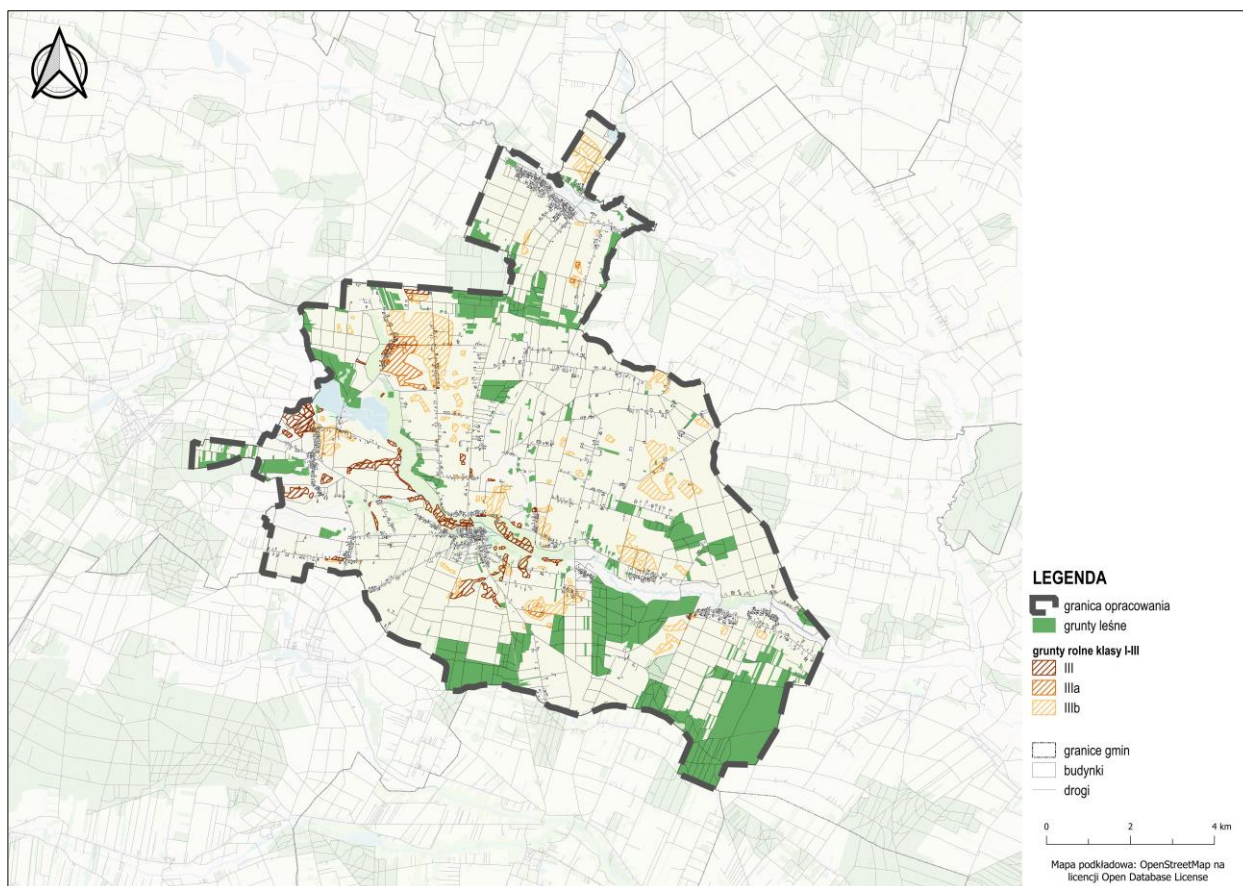 LEGENDA
granica opracowania
grunty leśne
grunty rolne klasy I-III
III
IIIa
IIIb
granice gmin
budynki
drogi
0 2 4 km
Mapa podkładowa: OpenStreetMap na
licencji Open Database License